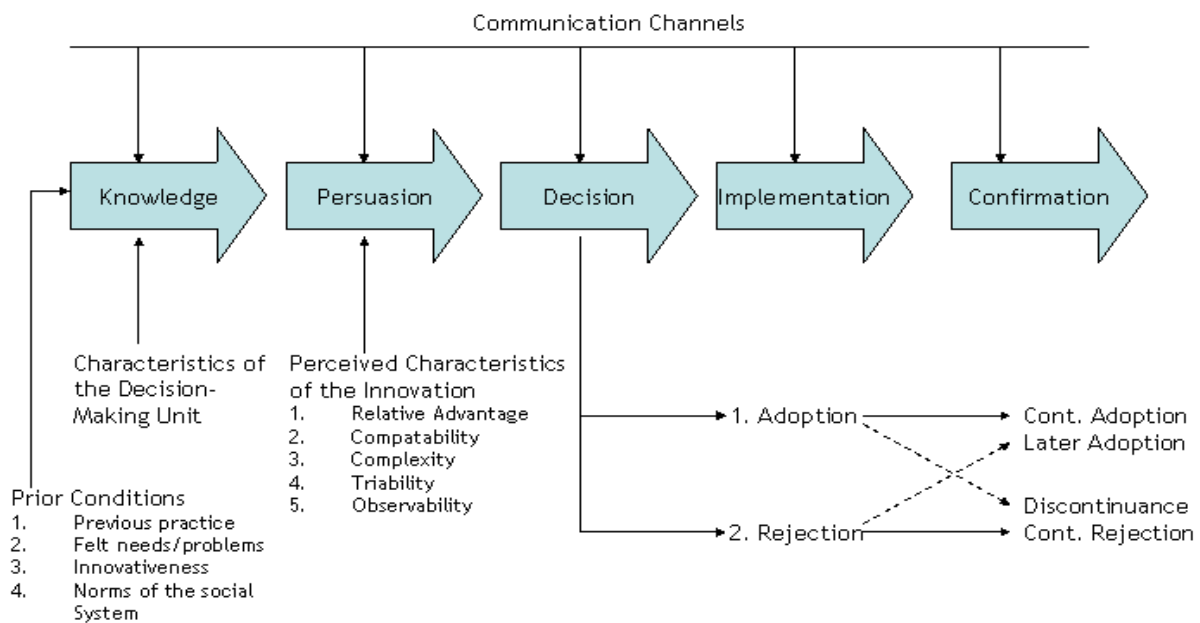 Communication Channels
Knowledge
Persuasion
Decision
Implementation
Confirmation
Characteristics of
the Decision-
Making Unit
Perceived Characteristics
of the Innovation
1. Relative Advantage
2. Compatability
3. Complexity
4. Triability
5. Observability
1. Adoption
2. Rejection
Cont. Adoption
Later Adoption
Discontinuance
Cont. Rejection
Prior Conditions
1. Previous practice
2. Felt needs/problems
3. Innovativeness
4. Norms of the social
System